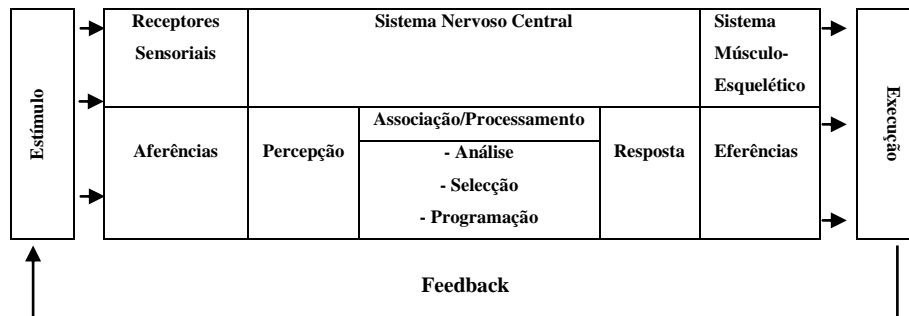 Estímulo
Receptores
Sensoriais
Sistema Nervoso Central
Sistema
Músculo-
Esquelético
Aferências
Percepção
Associação/Processamento
- Análise
- Selecção
- Programação
Resposta
Eferências
Execução
Feedback